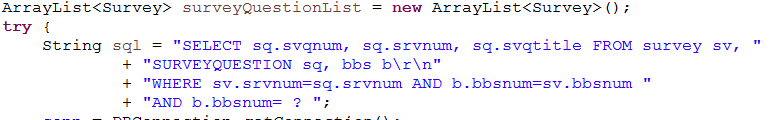 ArrayList<Survey> surveyQuestionList = new ArrayList<Survey>();
try {
String sql = "SELECT sq.svqnum, sq.srvnum, sq.svqtitle FROM survey sv, "
+ "SURVEYQUESTION sq, bbs b\r\n"
+ "WHERE sv.srvnum=sq.srvnum AND b.bbsnum=sv.bbsnum "
+ "AND b.bbsnum= ? ";